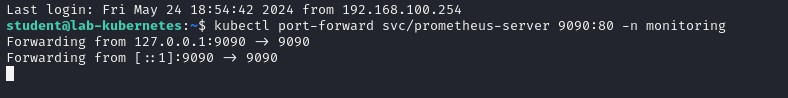 Last login: Fri May 24 18:54:42 2024 from 192.168.100.254
student@lab-kubernetes:~$ kubectl port-forward svc/prometheus-server 9090:80 -n monitoring
Forwarding from 127.0.0.1:9090 -> 9090
Forwarding from [::1]:9090 -> 9090